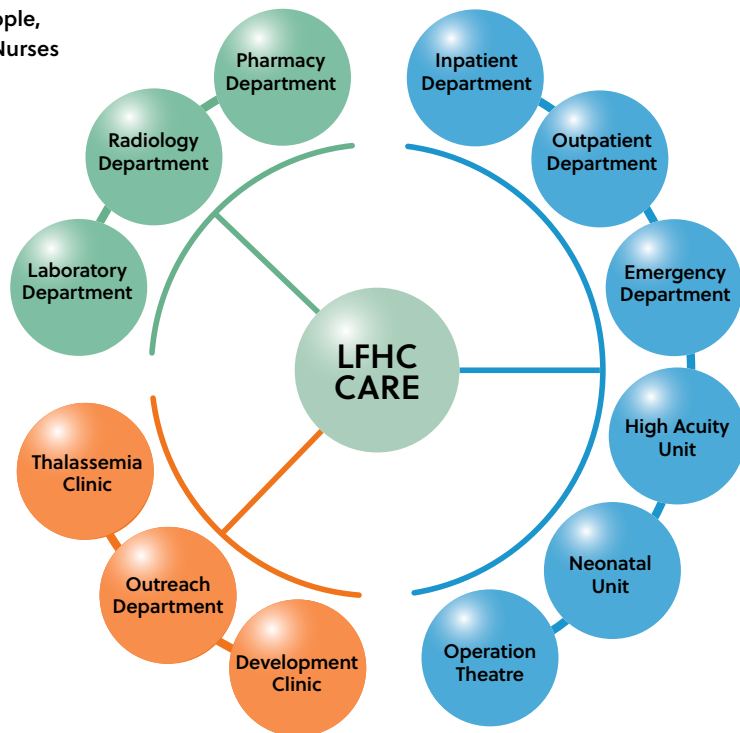 ople,
Nurses
Pharmacy
Department
Radiology
Department
Laboratory
Department
Inpatient
Department
Outpatient
Department
Emergency
Department
High Acuity
Unit
Neonatal
Unit
Operation
Theatre
LFHC
CARE
Thalassemia
Clinic
Outreach
Department
Development
Clinic